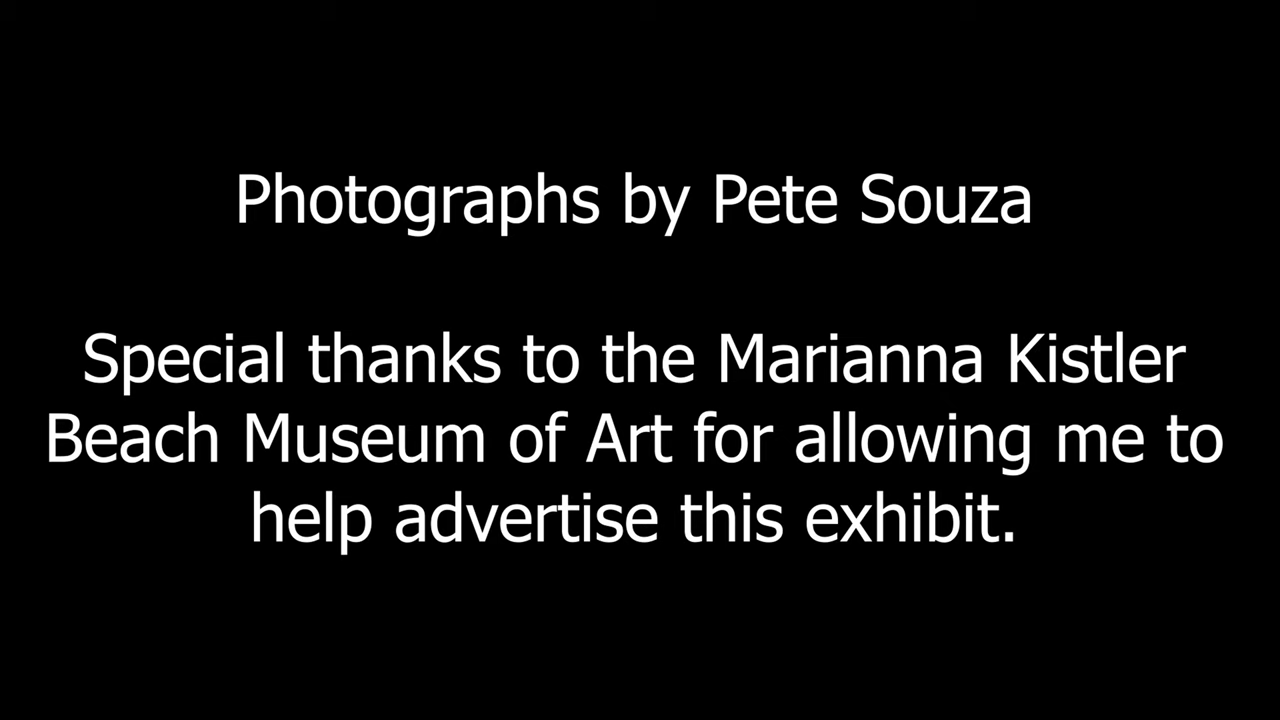 Photographs by Pete Souza
Special thanks to the Marianna Kistler
Beach Museum of Art for allowing me to
help advertise this exhibit.